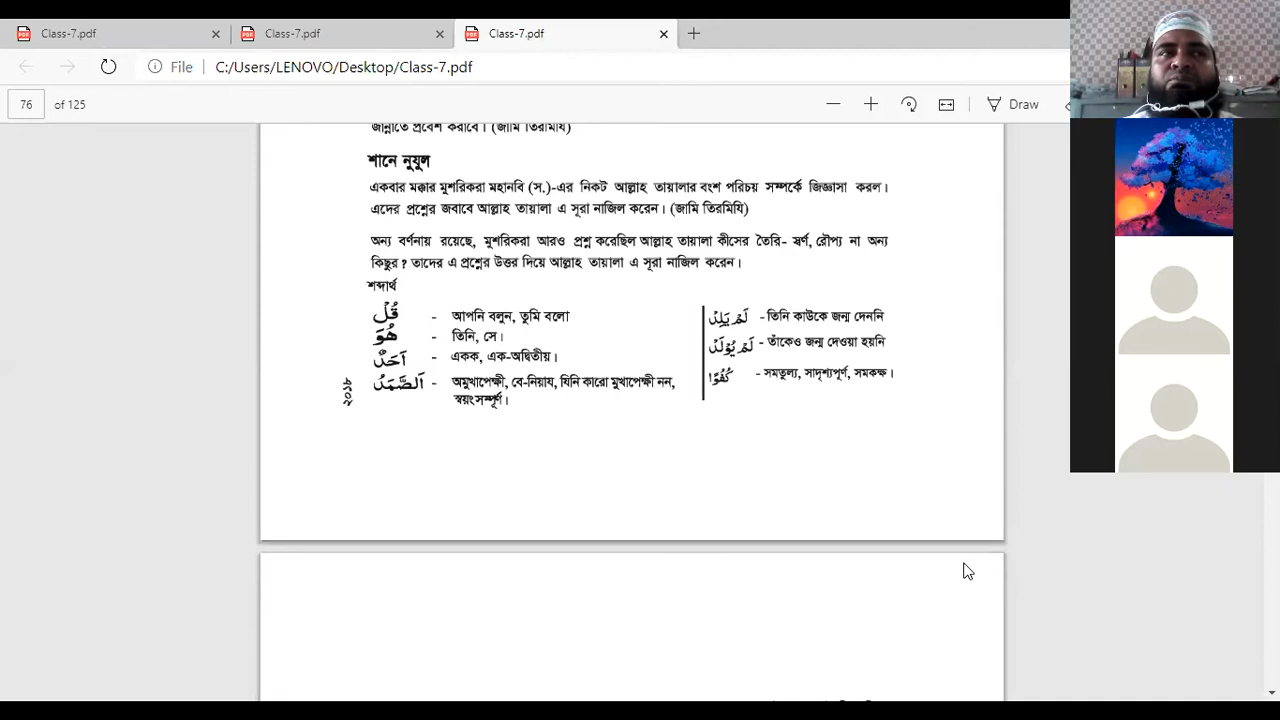 Class-7.pdf
Class-7.pdf
Class-7.pdf
File C:/Users/LENOVO/Desktop/Class-7.pdf
76 of 125
Draw
জান্নাতে প্রবেশ করাবে। (জামি তিরমিযি)
শানে নুযুল
একবার মক্কার মুশরিকরা মহানবি (স.)-এর নিকট আল্লাহ তায়ালার বংশ পরিচয় সম্পর্কে জিজ্ঞাসা করল।
এদের প্রশ্নের জবাবে আল্লাহ তায়ালা এ সূরা নাজিল করেন। (জামি তিরমিযি)
অন্য বর্ণনায় রয়েছে, মুশরিকরা আরও প্রশ্ন করেছিল আল্লাহ তায়ালা কীসের তৈরি- স্বর্ণ, রৌপ্য না অন্য
কিছুর? তাদের এ প্রশ্নের উত্তর দিয়ে আল্লাহ তায়ালা এ সূরা নাজিল করেন।
শব্দার্থ
قُلْ - আপনি বলুন, তুমি বলো
هُوَ - তিনি, সে।
اَحَدٌ - একক, এক-অদ্বিতীয়।
اَلصَّمَدُ - অমুখাপেক্ষী, বে-নিয়ায, যিনি কারো মুখাপেক্ষী নন,
স্বয়ংসম্পূর্ণ।
لَمْ يَلِدْ - তিনি কাউকে জন্ম দেননি
لَمْ يُوْلَدْ - তাঁকেও জন্ম দেওয়া হয়নি
كُفُوًا - সমতুল্য, সাদৃশ্যপূর্ণ, সমকক্ষ।
২০১৮